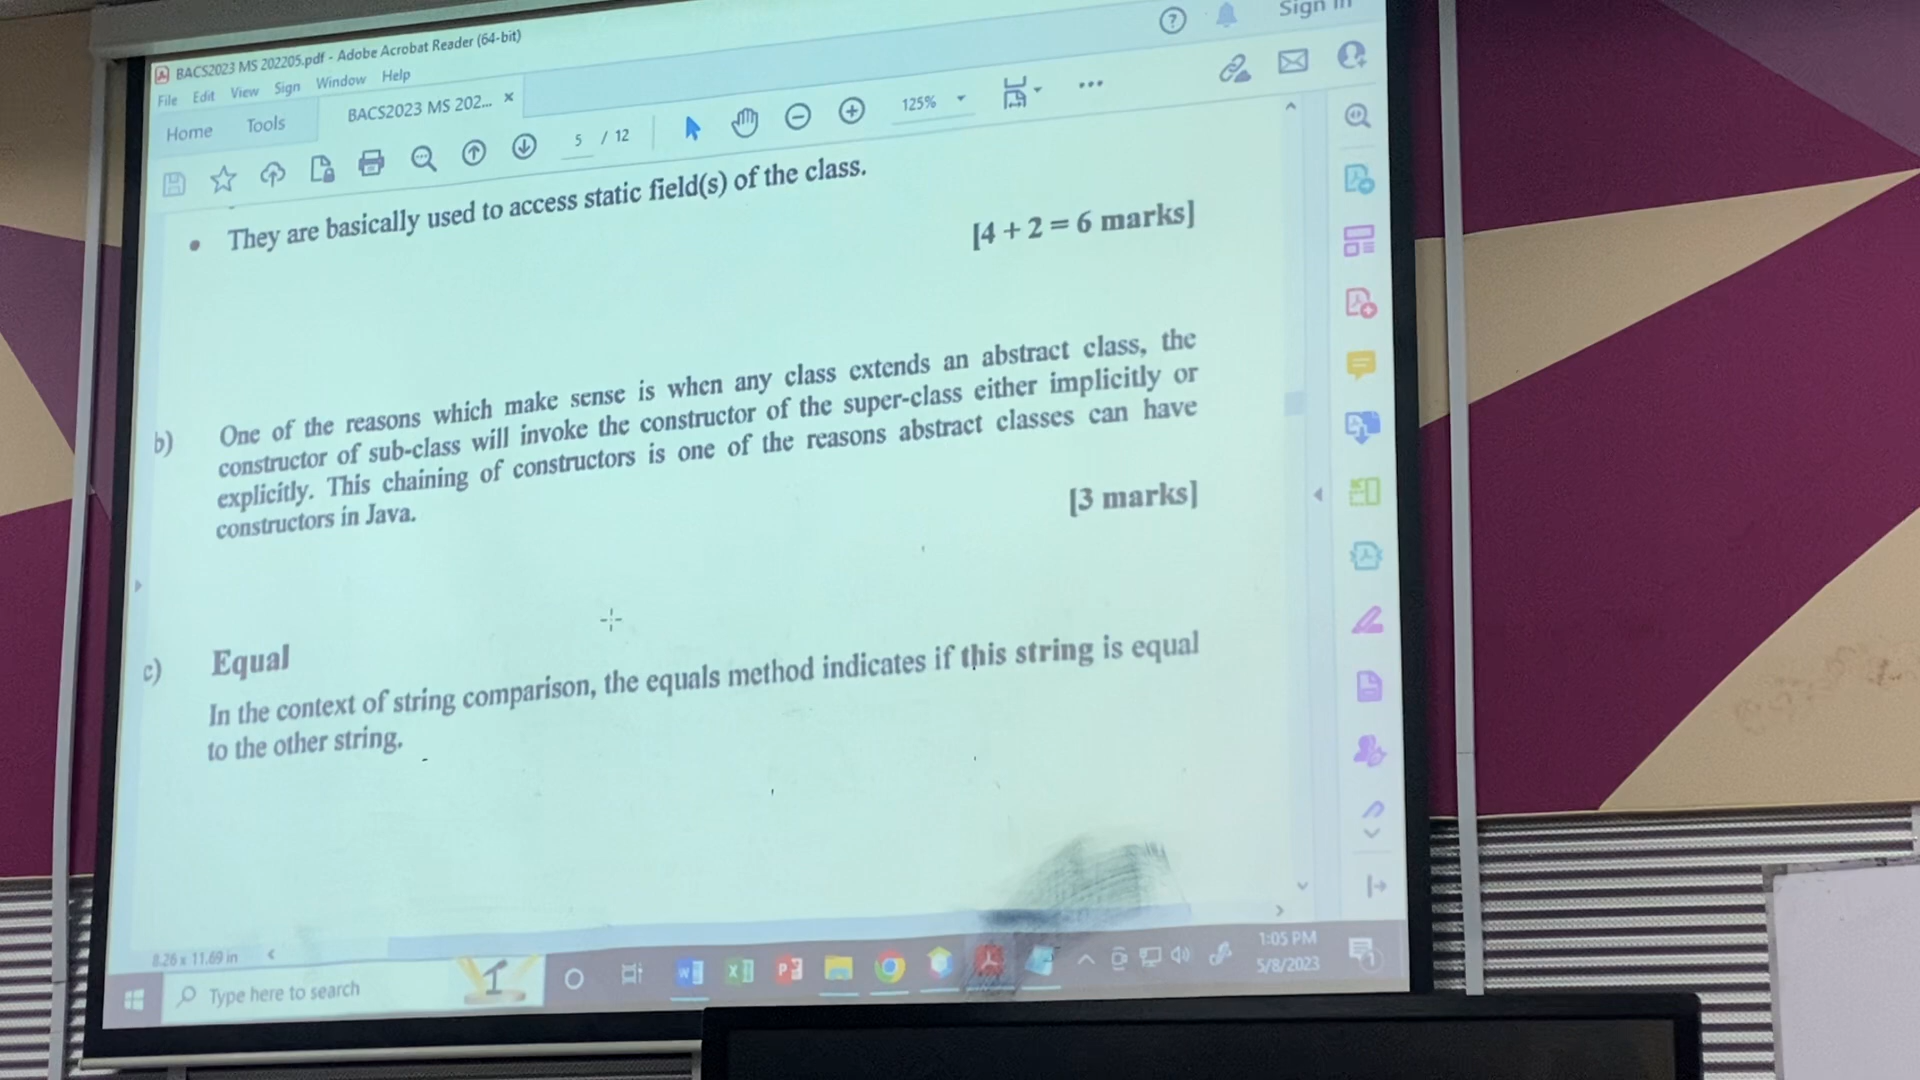 BACS2023 MS 202205.pdf - Adobe Acrobat Reader (64-bit)
File Edit View Sign Window Help
Sign In
Home Tools BACS2023 MS 202... ×
5 / 12 125%
• They are basically used to access static field(s) of the class.
[4 + 2 = 6 marks]
b) One of the reasons which make sense is when any class extends an abstract class, the
constructor of sub-class will invoke the constructor of the super-class either implicitly or
explicitly. This chaining of constructors is one of the reasons abstract classes can have
constructors in Java.
[3 marks]
c) Equal
In the context of string comparison, the equals method indicates if this string is equal
to the other string.
8.26 x 11.69 in
Type here to search
1:05 PM
5/8/2023